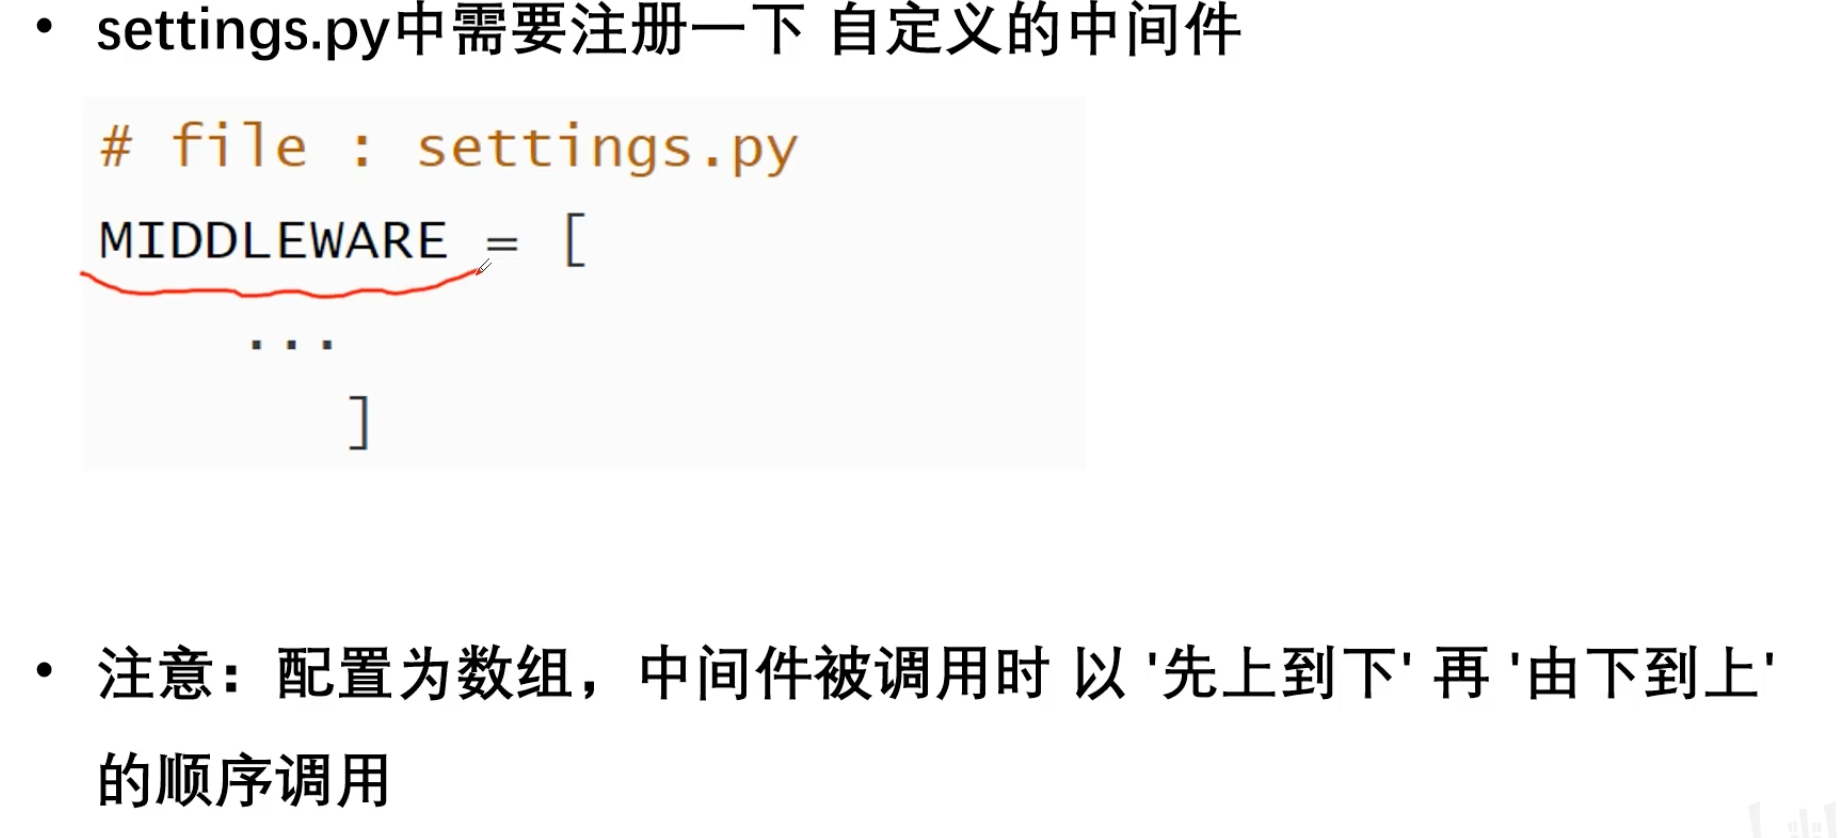 • settings.py中需要注册一下 自定义的中间件
# file : settings.py
MIDDLEWARE = [
...
]
• 注意：配置为数组，中间件被调用时 以 '先上到下' 再 '由下到上'
的顺序调用